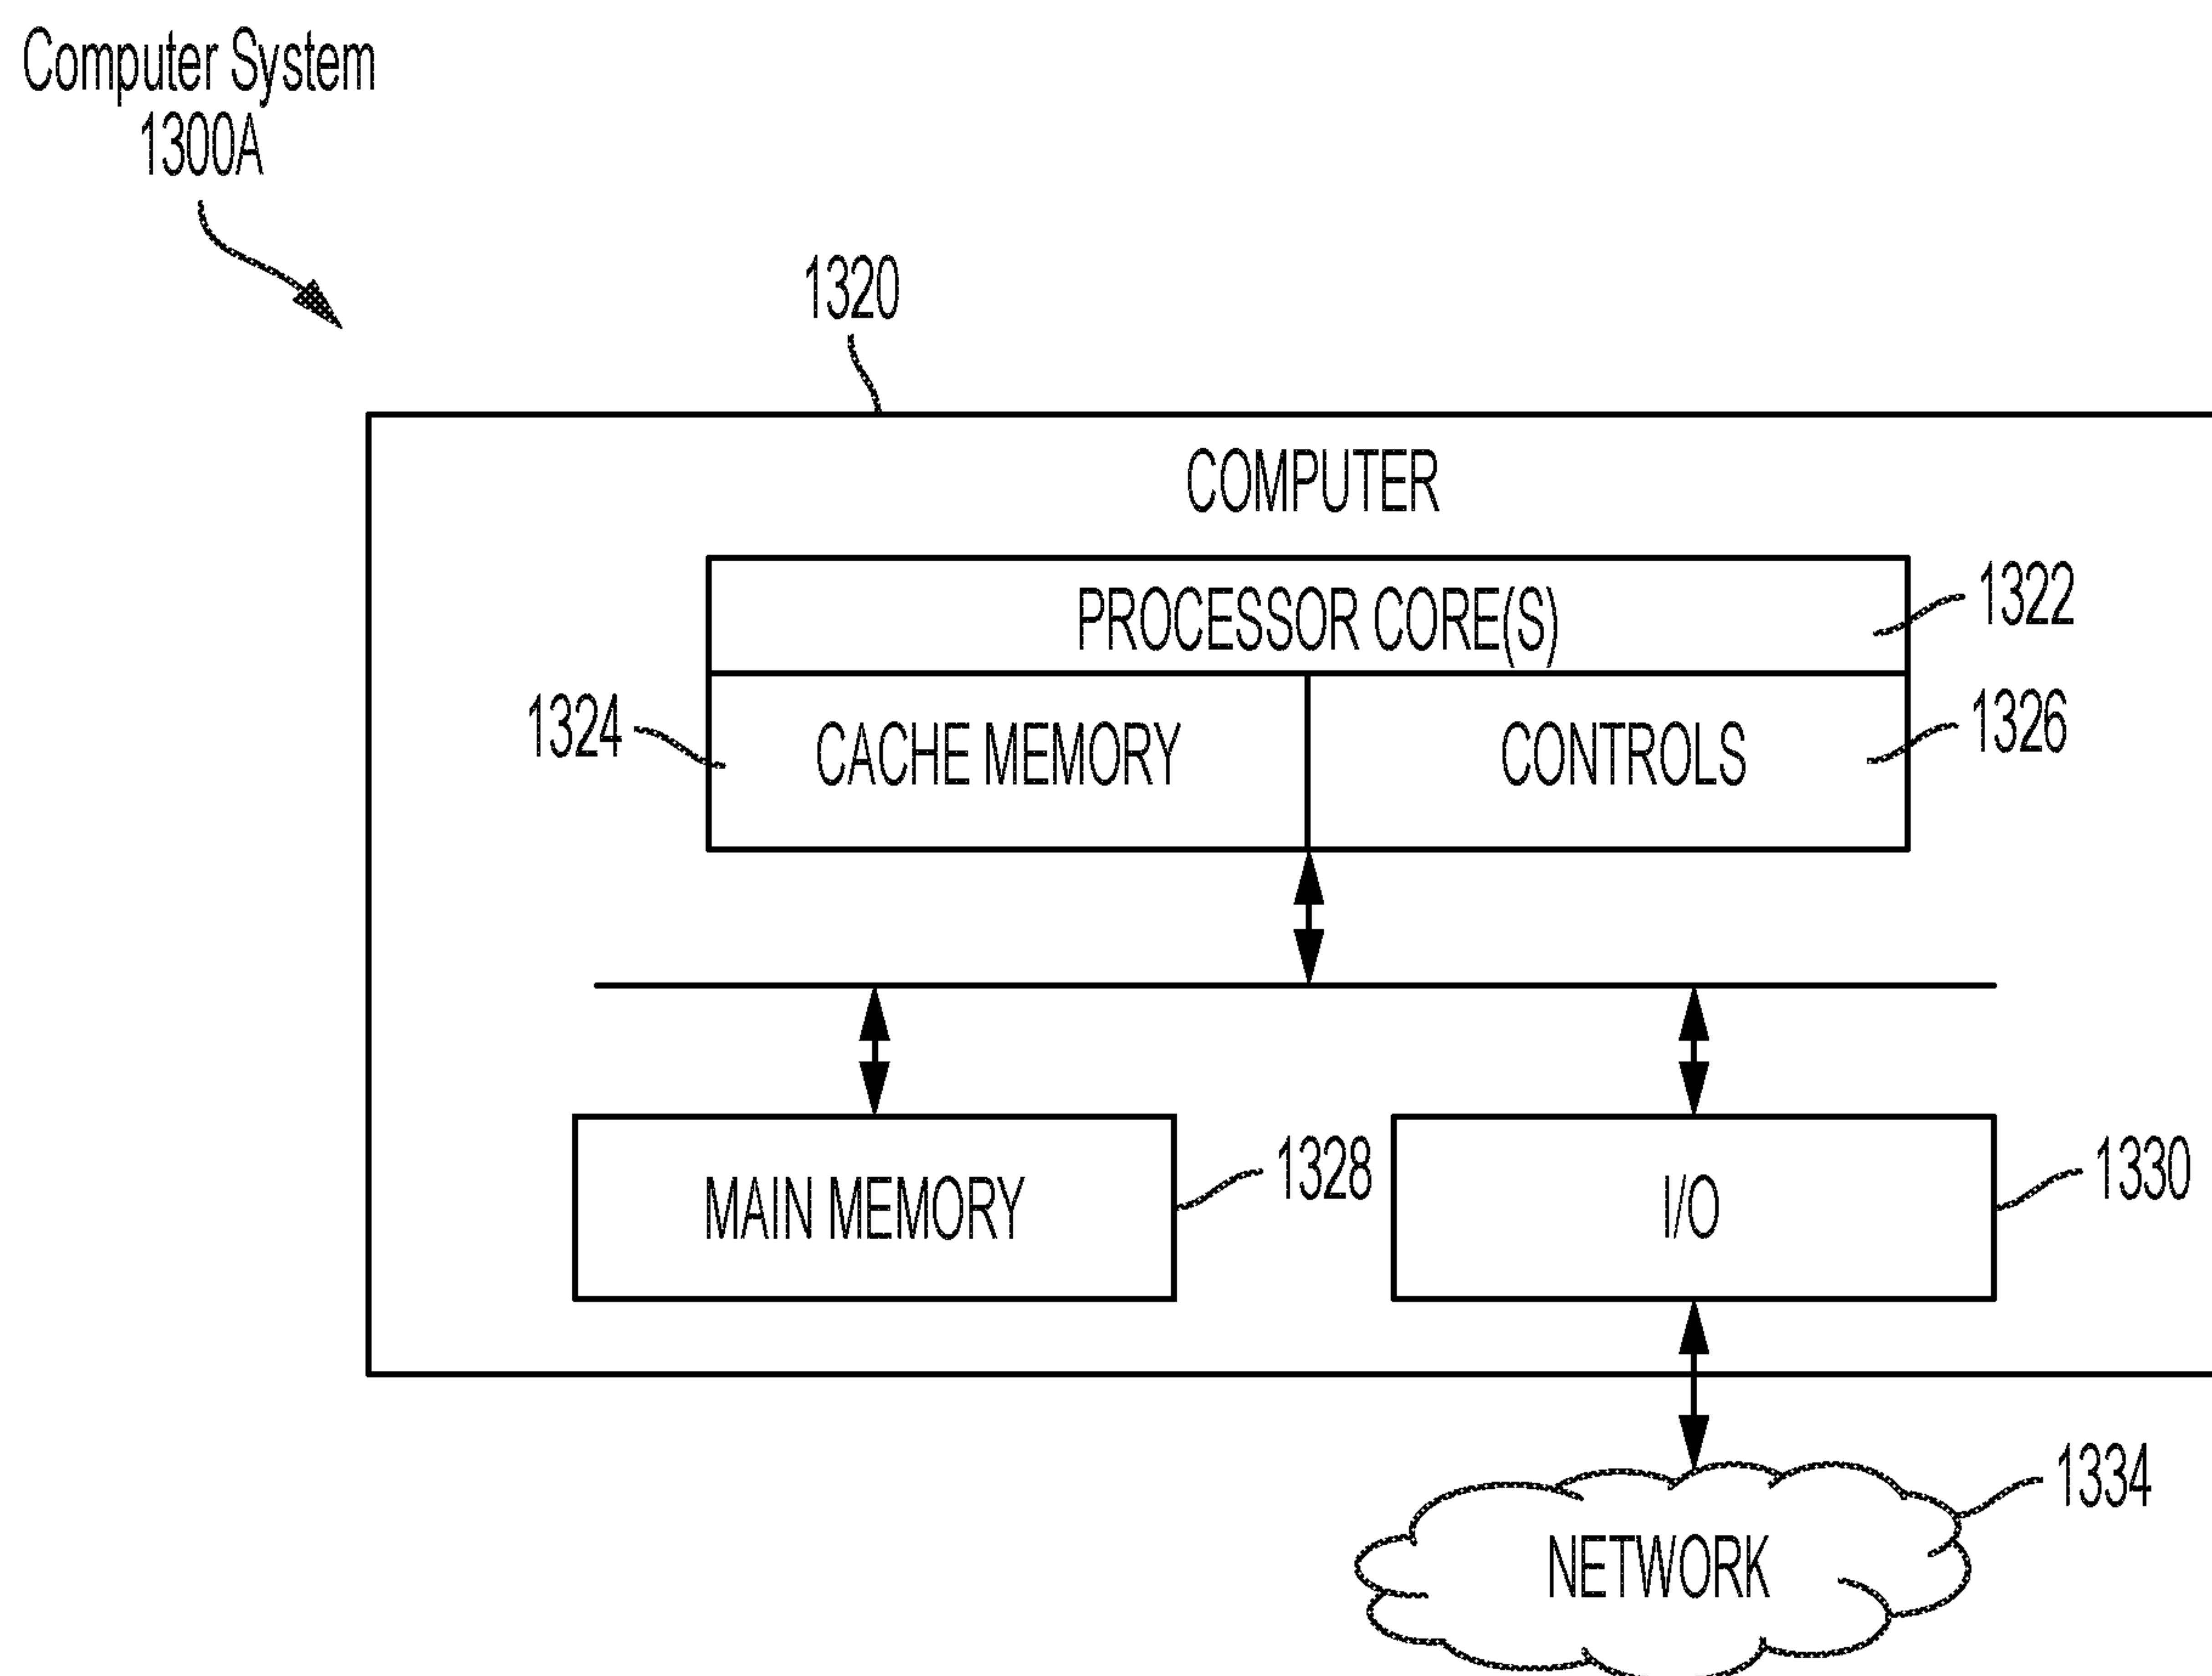 Computer System
1300A
1320
COMPUTER
PROCESSOR CORE(S)
1322
1324
CACHE MEMORY
CONTROLS
1326
MAIN MEMORY
1328
I/O
1330
NETWORK
1334